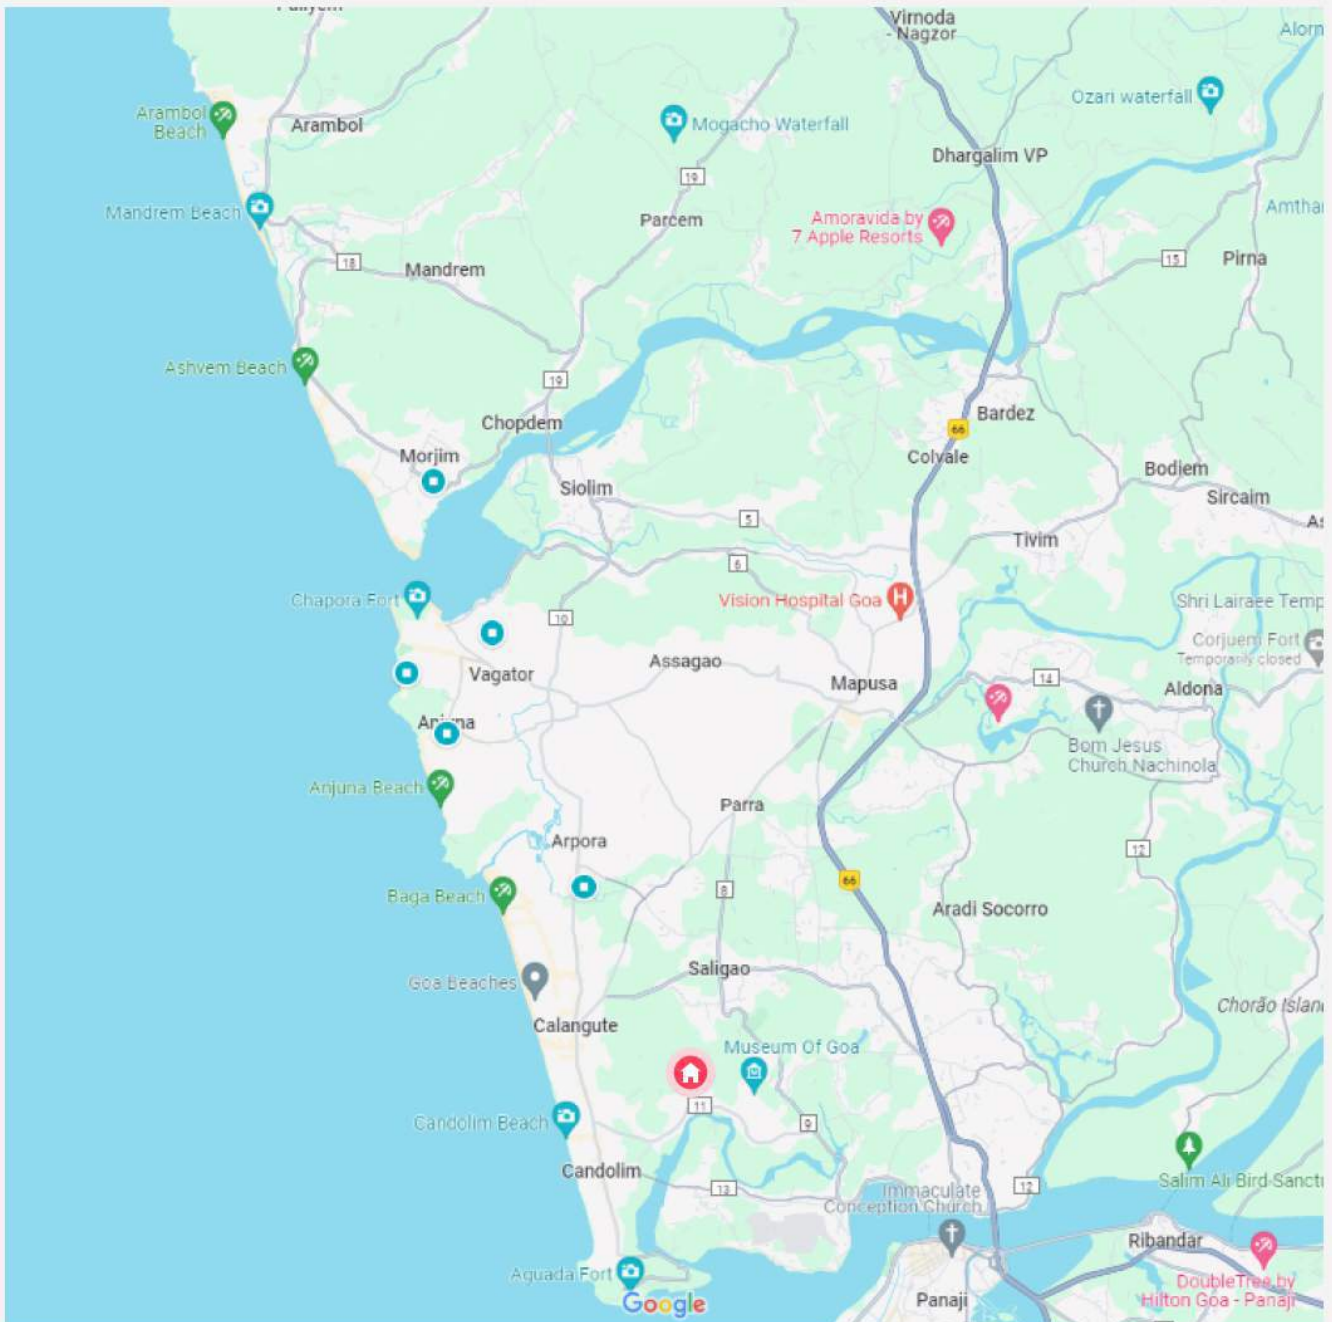 Virnoda
- Nagzor
Arambol
Beach
Arambol
Mogacho Waterfall
Ozari waterfall
Dhargalim VP
19
Mandrem Beach
Parcem
Amoravida by
7 Apple Resorts
18
Mandrem
15
Pirna
Ashvem Beach
19
Chopdem
Bardez
66
Colvale
Morjim
Bodiem
Siolim
Sircaim
5
Tivim
6
Chapora Fort
Vision Hospital Goa
H
10
Shri Lairaee Temp
Corjuem Fort
Temporarily closed
Assagao
Vagator
Mapusa
14
Aldona
Anjuna
Bom Jesus
Church Nachinola
Anjuna Beach
Parra
Arpora
12
66
8
Baga Beach
Aradi Socorro
Saligao
Goa Beaches
Calangute
Chorão Islan
Museum Of Goa
11
Candolim Beach
9
Candolim
13
Immaculate
Conception Church
12
Salim Ali Bird Sanctu
Ribandar
Aguada Fort
DoubleTree by
Hilton Goa - Panaji
Google
Panaji